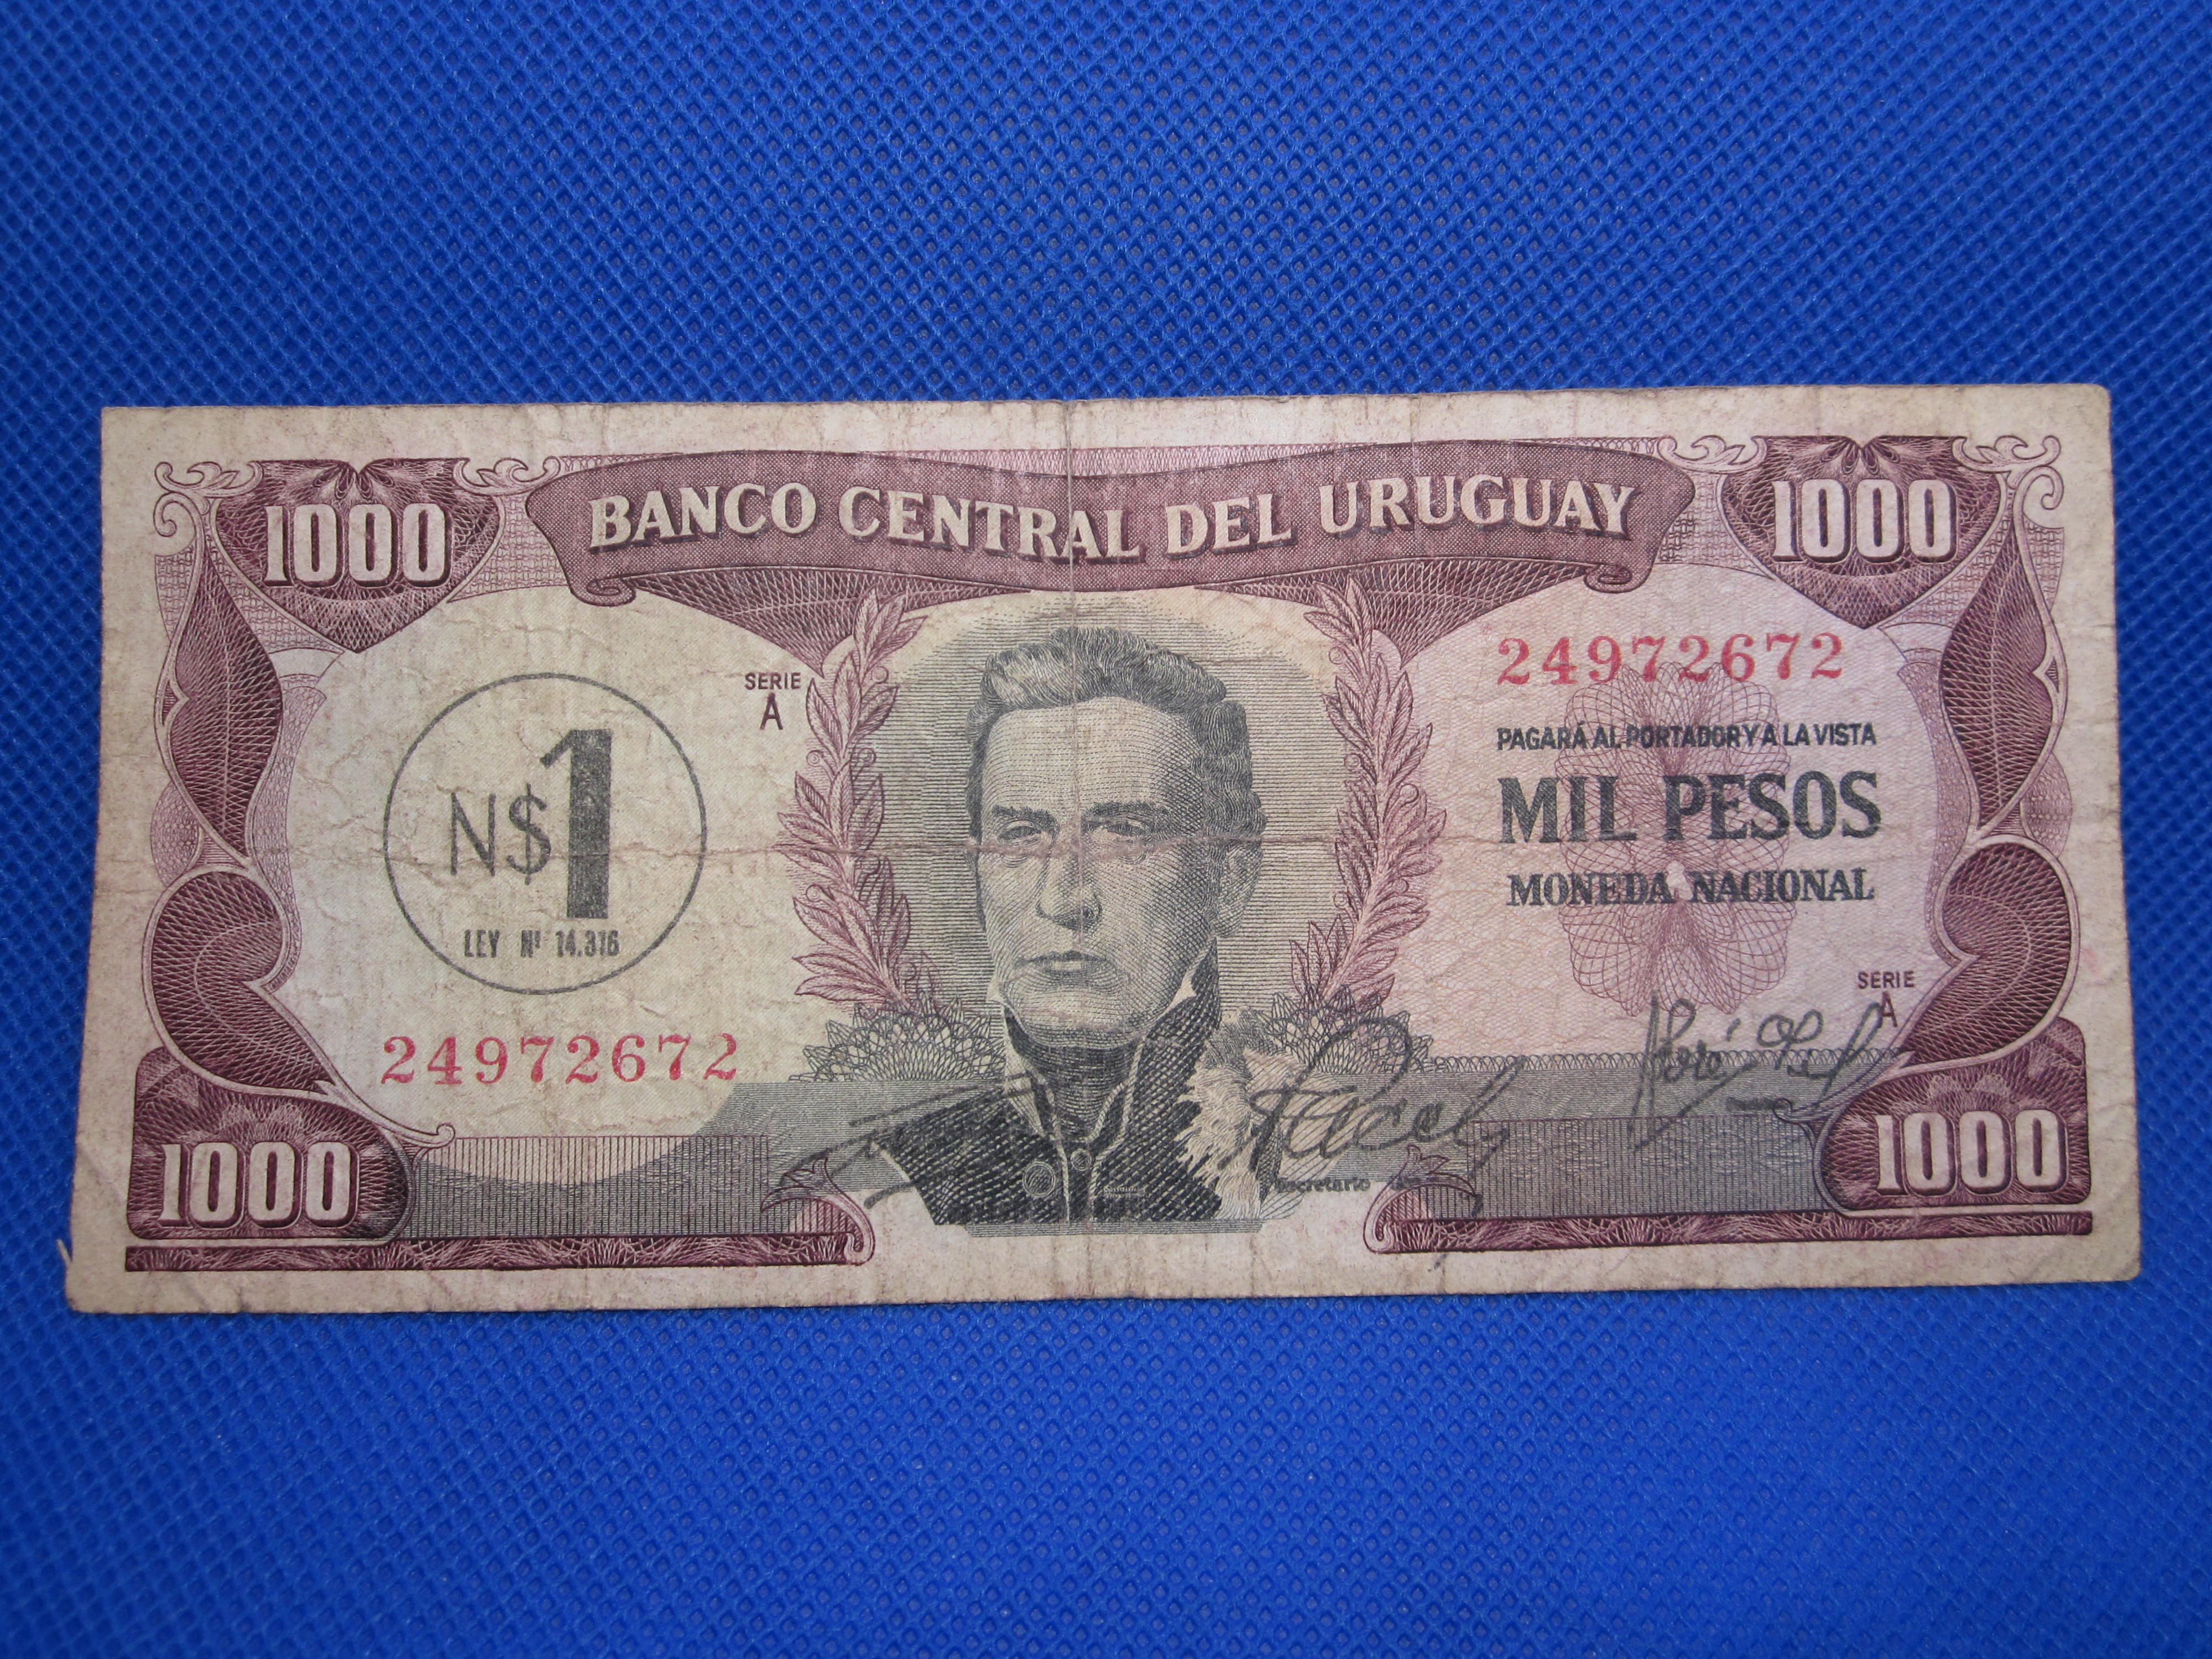 1000
BANCO CENTRAL DEL URUGUAY
1000
24972672
SERIE
A
PAGARÁ AL PORTADOR Y A LA VISTA
MIL PESOS
MONEDA NACIONAL
N$1
LEY Nº 14.316
SERIE
A
24972672
1000
Secretario
1000